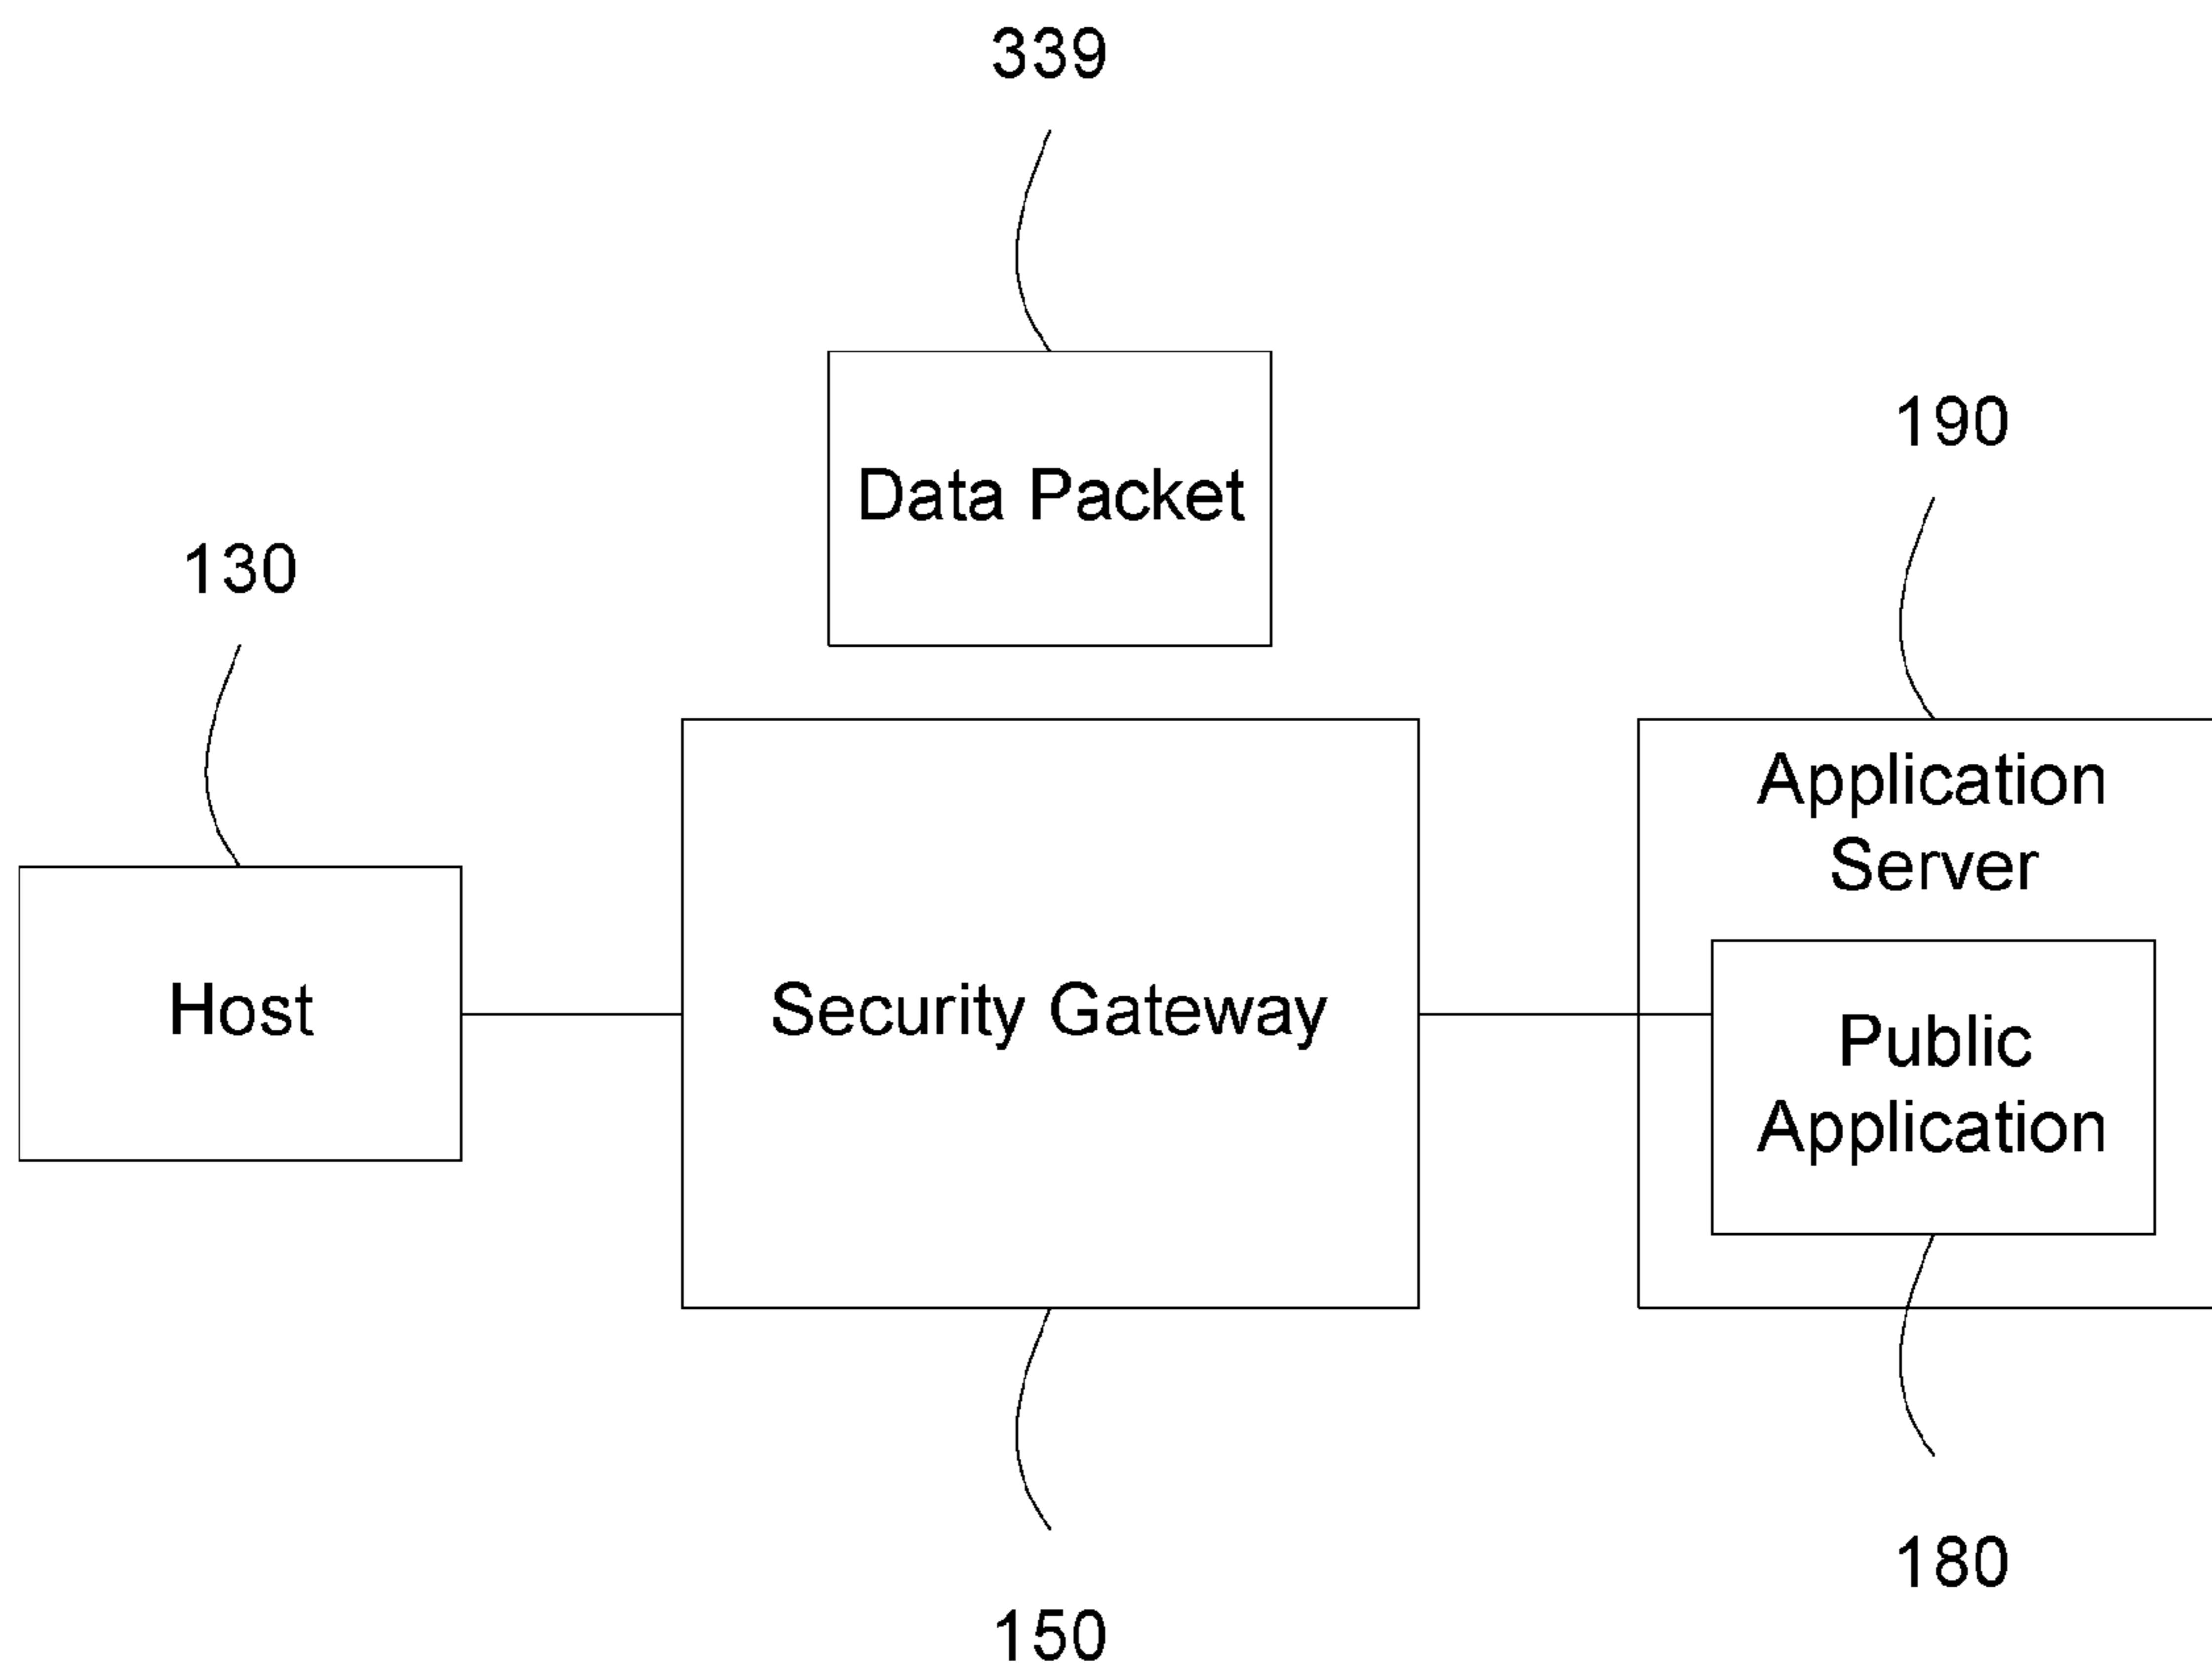 339
Data Packet
190
130
Application
Server
Host
Security Gateway
Public
Application
180
150